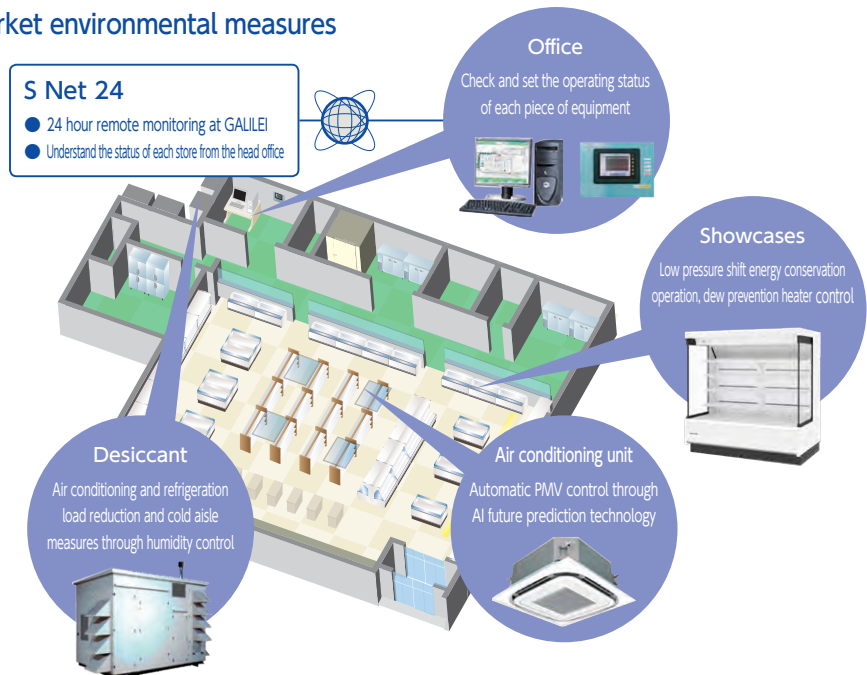 rket environmental measures
S Net 24
● 24 hour remote monitoring at GALILEI
● Understand the status of each store from the head office
Office
Check and set the operating status
of each piece of equipment
Showcases
Low pressure shift energy conservation
operation, dew prevention heater control
Desiccant
Air conditioning and refrigeration
load reduction and cold aisle
measures through humidity control
Air conditioning unit
Automatic PMV control through
AI future prediction technology